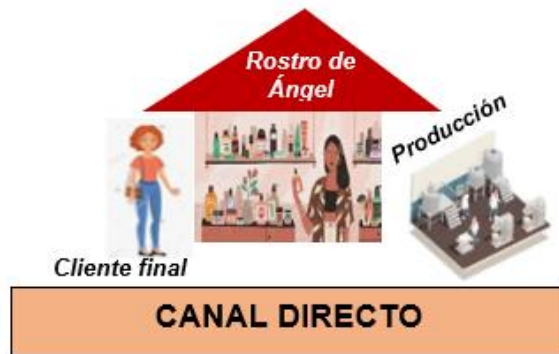 Rostro de
Ángel
Producción
Cliente final
CANAL DIRECTO